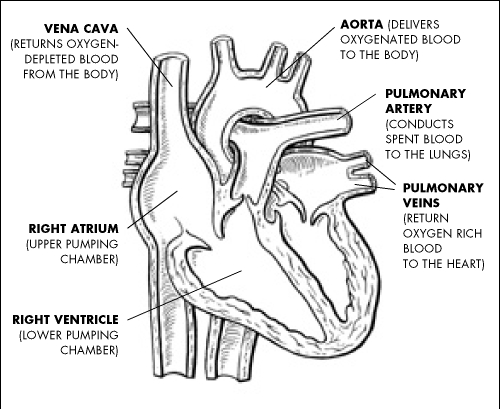 VENA CAVA
(RETURNS OXYGEN-
DEPLETED BLOOD
FROM THE BODY)
AORTA (DELIVERS
OXYGENATED BLOOD
TO THE BODY)
PULMONARY
ARTERY
(CONDUCTS
SPENT BLOOD
TO THE LUNGS)
PULMONARY
VEINS
(RETURN
OXYGEN RICH
BLOOD
TO THE HEART)
RIGHT ATRIUM
(UPPER PUMPING
CHAMBER)
RIGHT VENTRICLE
(LOWER PUMPING
CHAMBER)